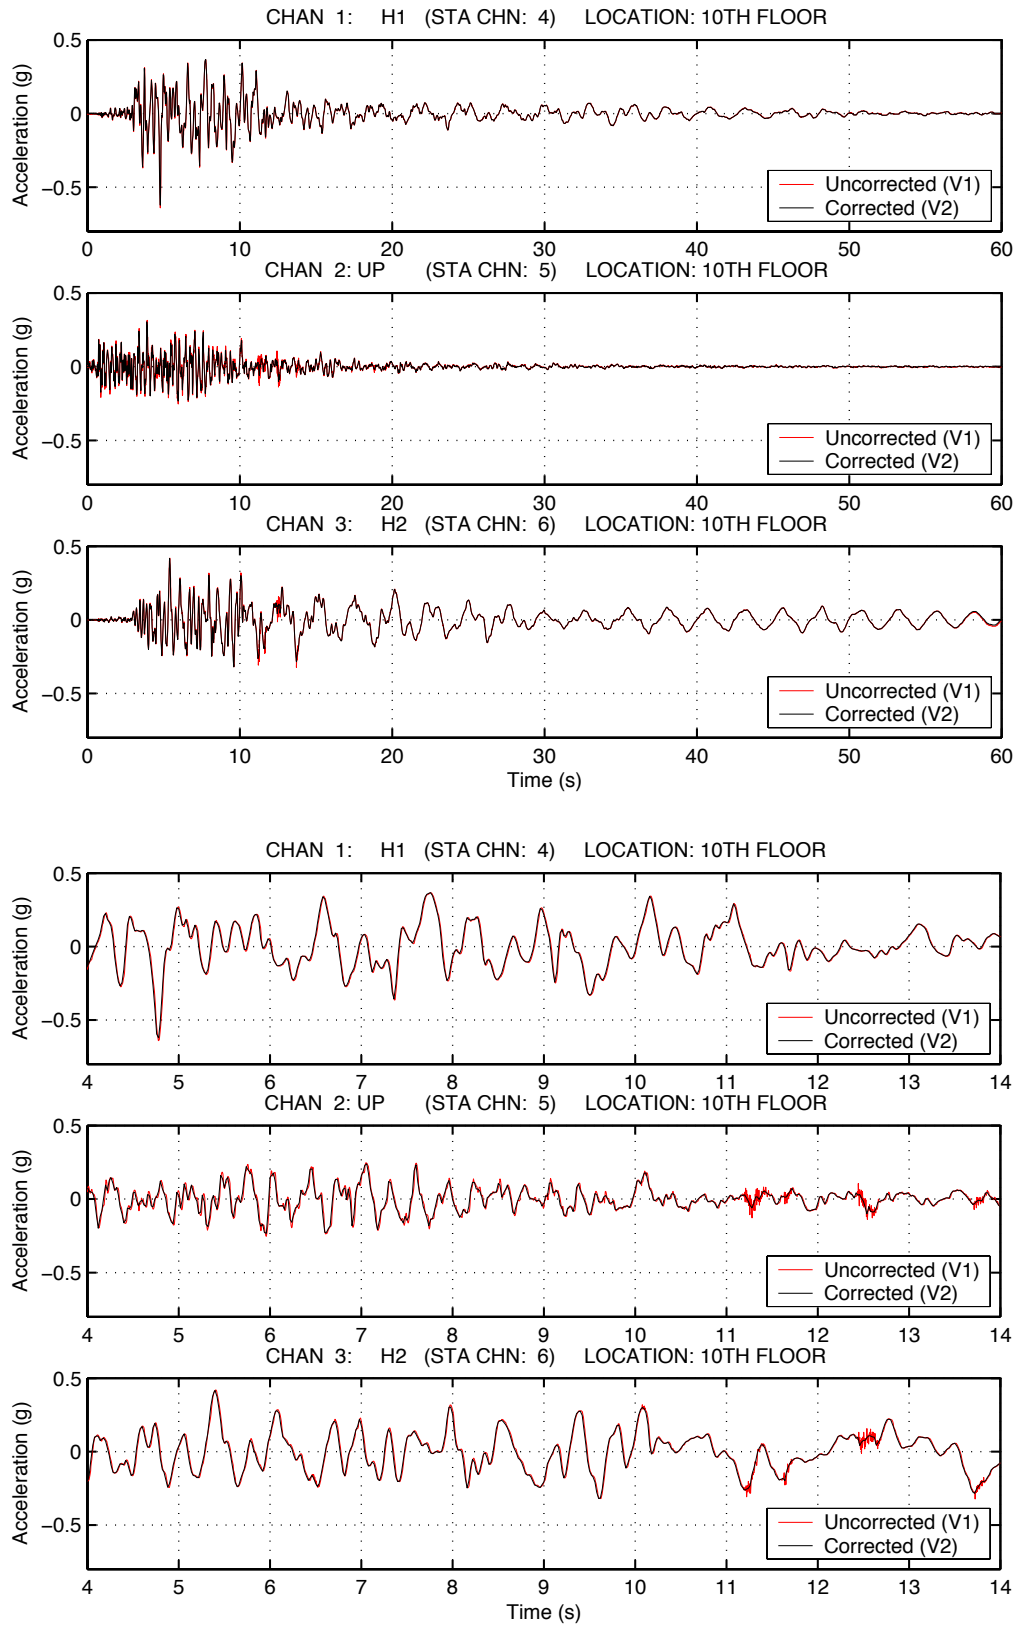 CHAN 1: H1 (STA CHN: 4) LOCATION: 10TH FLOOR
0.5
0
−0.5
Acceleration (g)
Uncorrected (V1)
Corrected (V2)
0 10 20 30 40 50 60
CHAN 2: UP (STA CHN: 5) LOCATION: 10TH FLOOR
0.5
0
−0.5
Acceleration (g)
Uncorrected (V1)
Corrected (V2)
0 10 20 30 40 50 60
CHAN 3: H2 (STA CHN: 6) LOCATION: 10TH FLOOR
0.5
0
−0.5
Acceleration (g)
Uncorrected (V1)
Corrected (V2)
0 10 20 30 40 50 60
Time (s)
CHAN 1: H1 (STA CHN: 4) LOCATION: 10TH FLOOR
0.5
0
−0.5
Acceleration (g)
Uncorrected (V1)
Corrected (V2)
4 5 6 7 8 9 10 11 12 13 14
CHAN 2: UP (STA CHN: 5) LOCATION: 10TH FLOOR
0.5
0
−0.5
Acceleration (g)
Uncorrected (V1)
Corrected (V2)
4 5 6 7 8 9 10 11 12 13 14
CHAN 3: H2 (STA CHN: 6) LOCATION: 10TH FLOOR
0.5
0
−0.5
Acceleration (g)
Uncorrected (V1)
Corrected (V2)
4 5 6 7 8 9 10 11 12 13 14
Time (s)